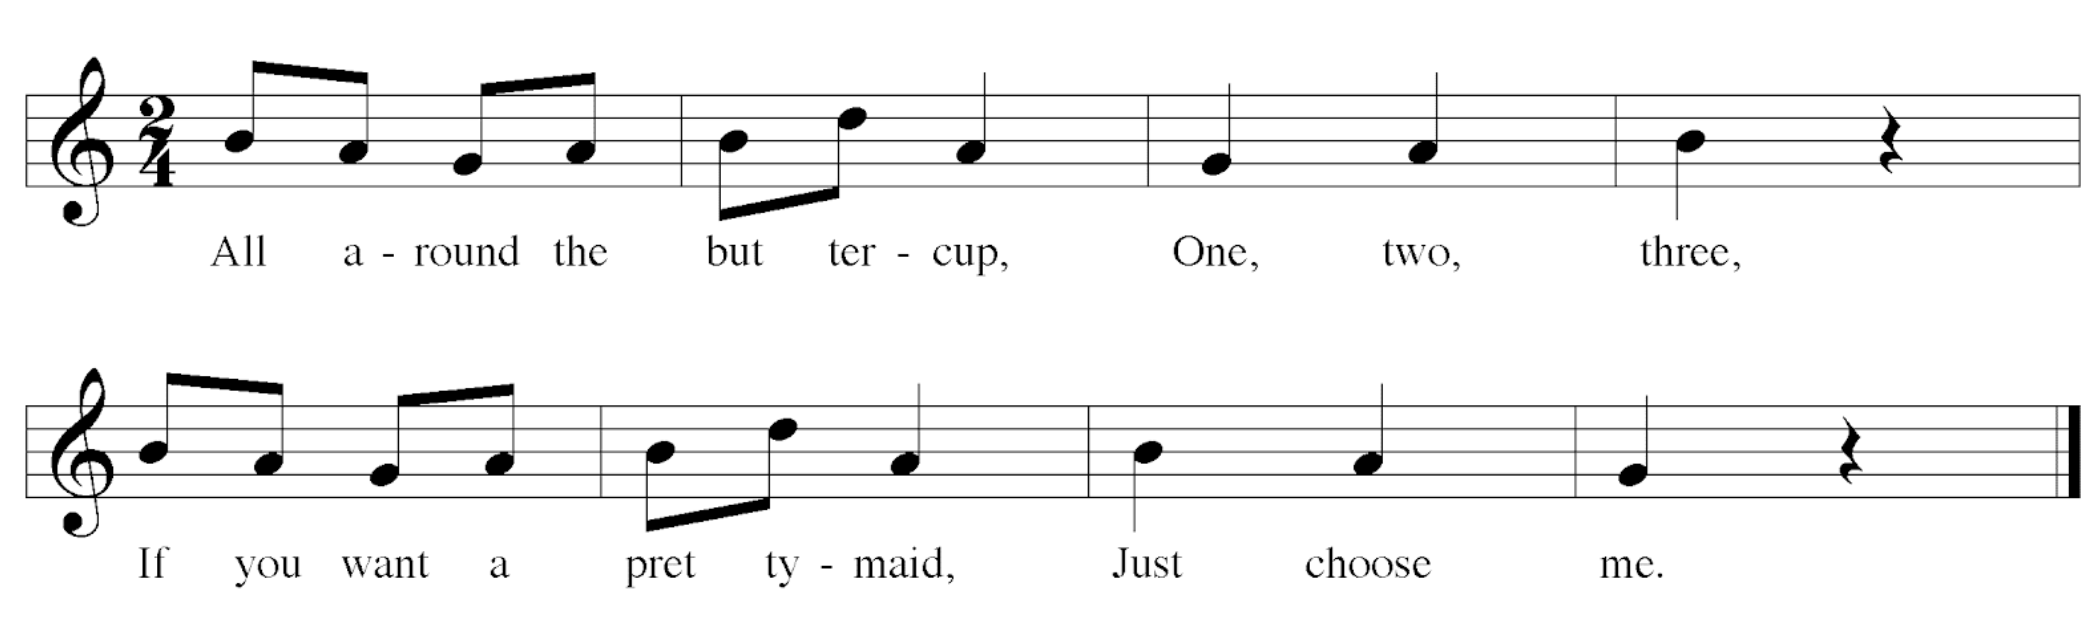 2
4
All a - round the but ter - cup, One, two, three,
If you want a pret ty - maid, Just choose me.